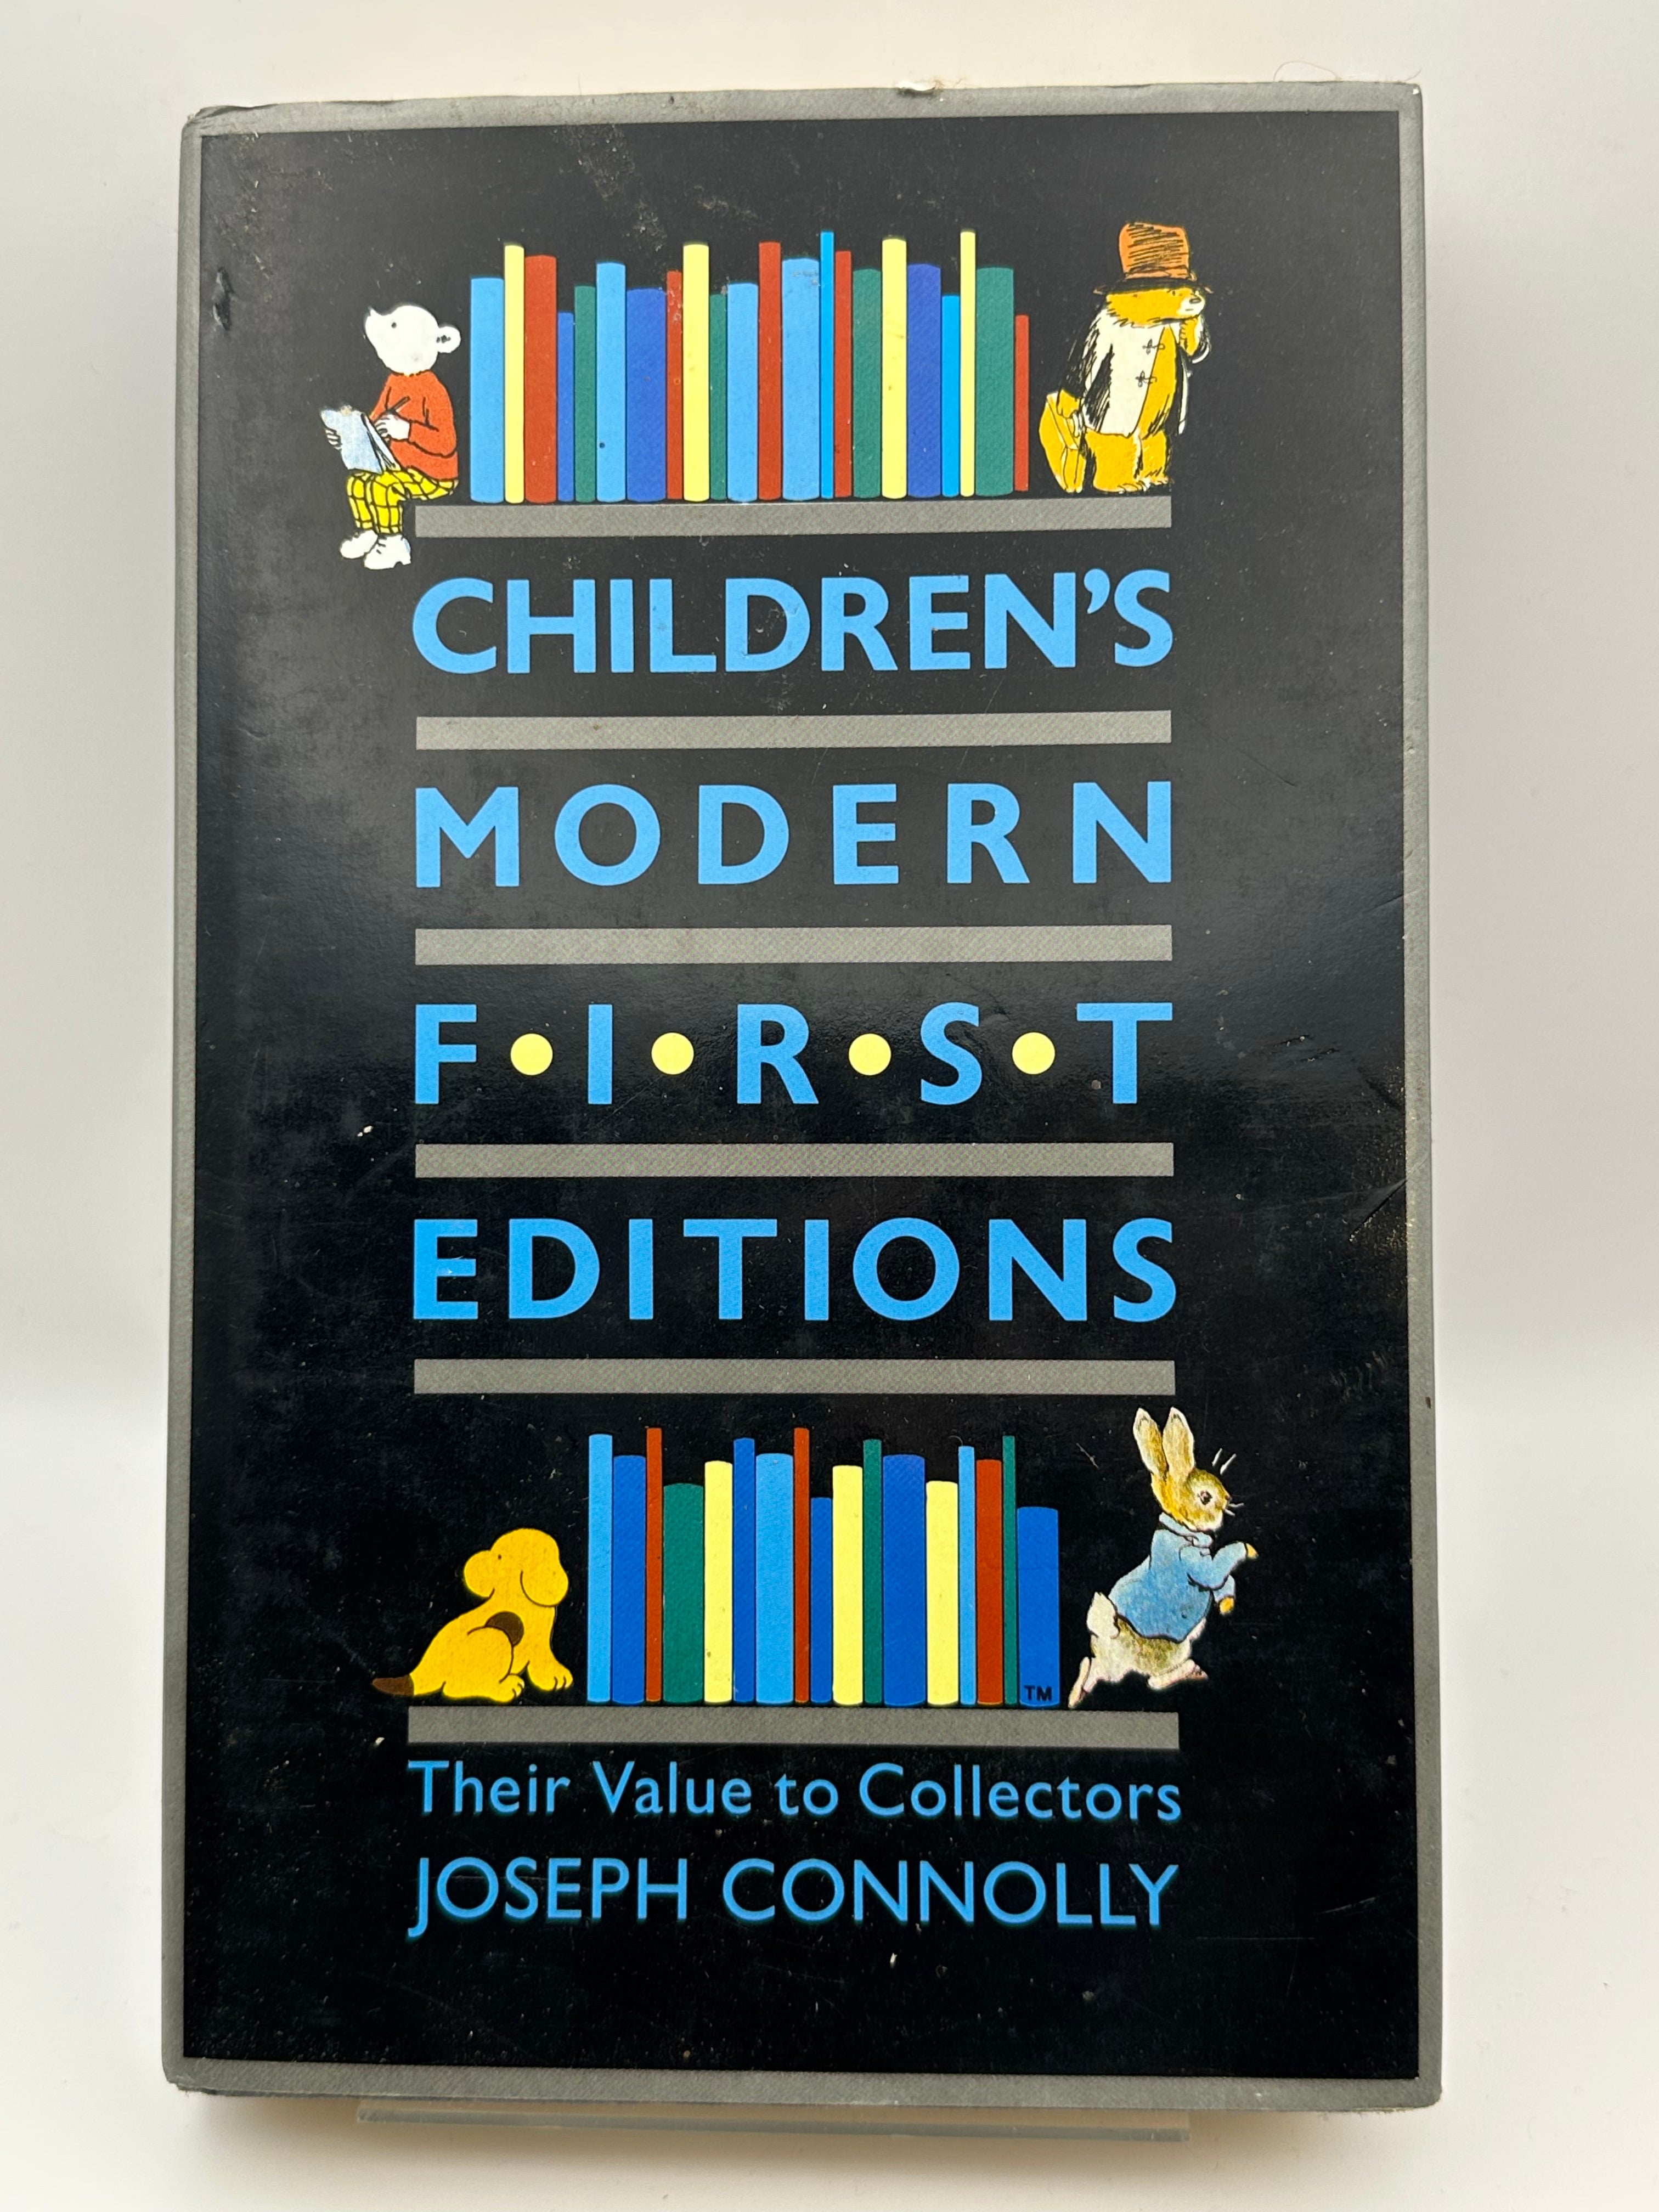 CHILDREN'S
MODERN
F•I•R•S•T
EDITIONS
TM
Their Value to Collectors
JOSEPH CONNOLLY